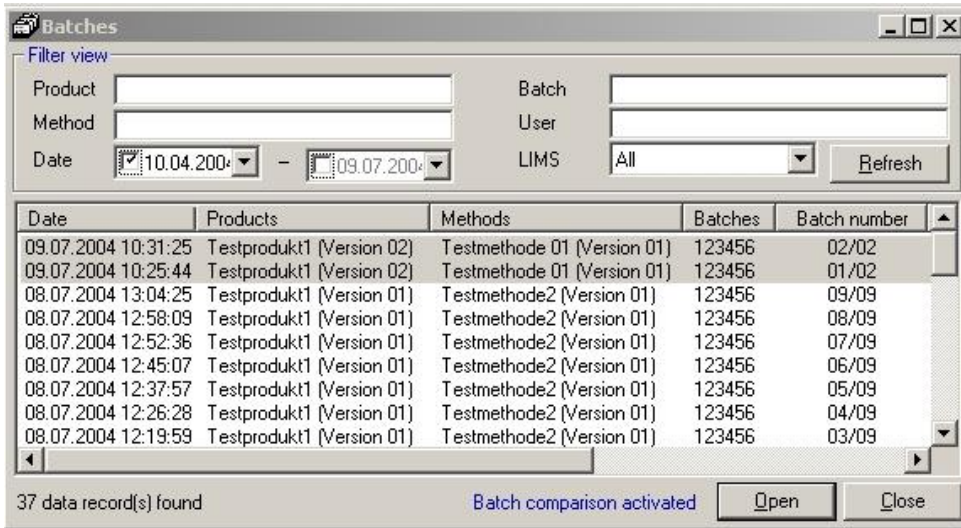 Batches
Filter view
Product Batch
Method User
Date 10.04.200 – 09.07.200 LIMS All Refresh
Date Products Methods Batches Batch number
09.07.2004 10:31:25 Testprodukt1 (Version 02) Testmethode 01 (Version 01) 123456 02/02
09.07.2004 10:25:44 Testprodukt1 (Version 02) Testmethode 01 (Version 01) 123456 01/02
08.07.2004 13:04:25 Testprodukt1 (Version 01) Testmethode2 (Version 01) 123456 09/09
08.07.2004 12:58:09 Testprodukt1 (Version 01) Testmethode2 (Version 01) 123456 08/09
08.07.2004 12:52:36 Testprodukt1 (Version 01) Testmethode2 (Version 01) 123456 07/09
08.07.2004 12:45:07 Testprodukt1 (Version 01) Testmethode2 (Version 01) 123456 06/09
08.07.2004 12:37:57 Testprodukt1 (Version 01) Testmethode2 (Version 01) 123456 05/09
08.07.2004 12:26:28 Testprodukt1 (Version 01) Testmethode2 (Version 01) 123456 04/09
08.07.2004 12:19:59 Testprodukt1 (Version 01) Testmethode2 (Version 01) 123456 03/09
37 data record(s) found Batch comparison activated Open Close